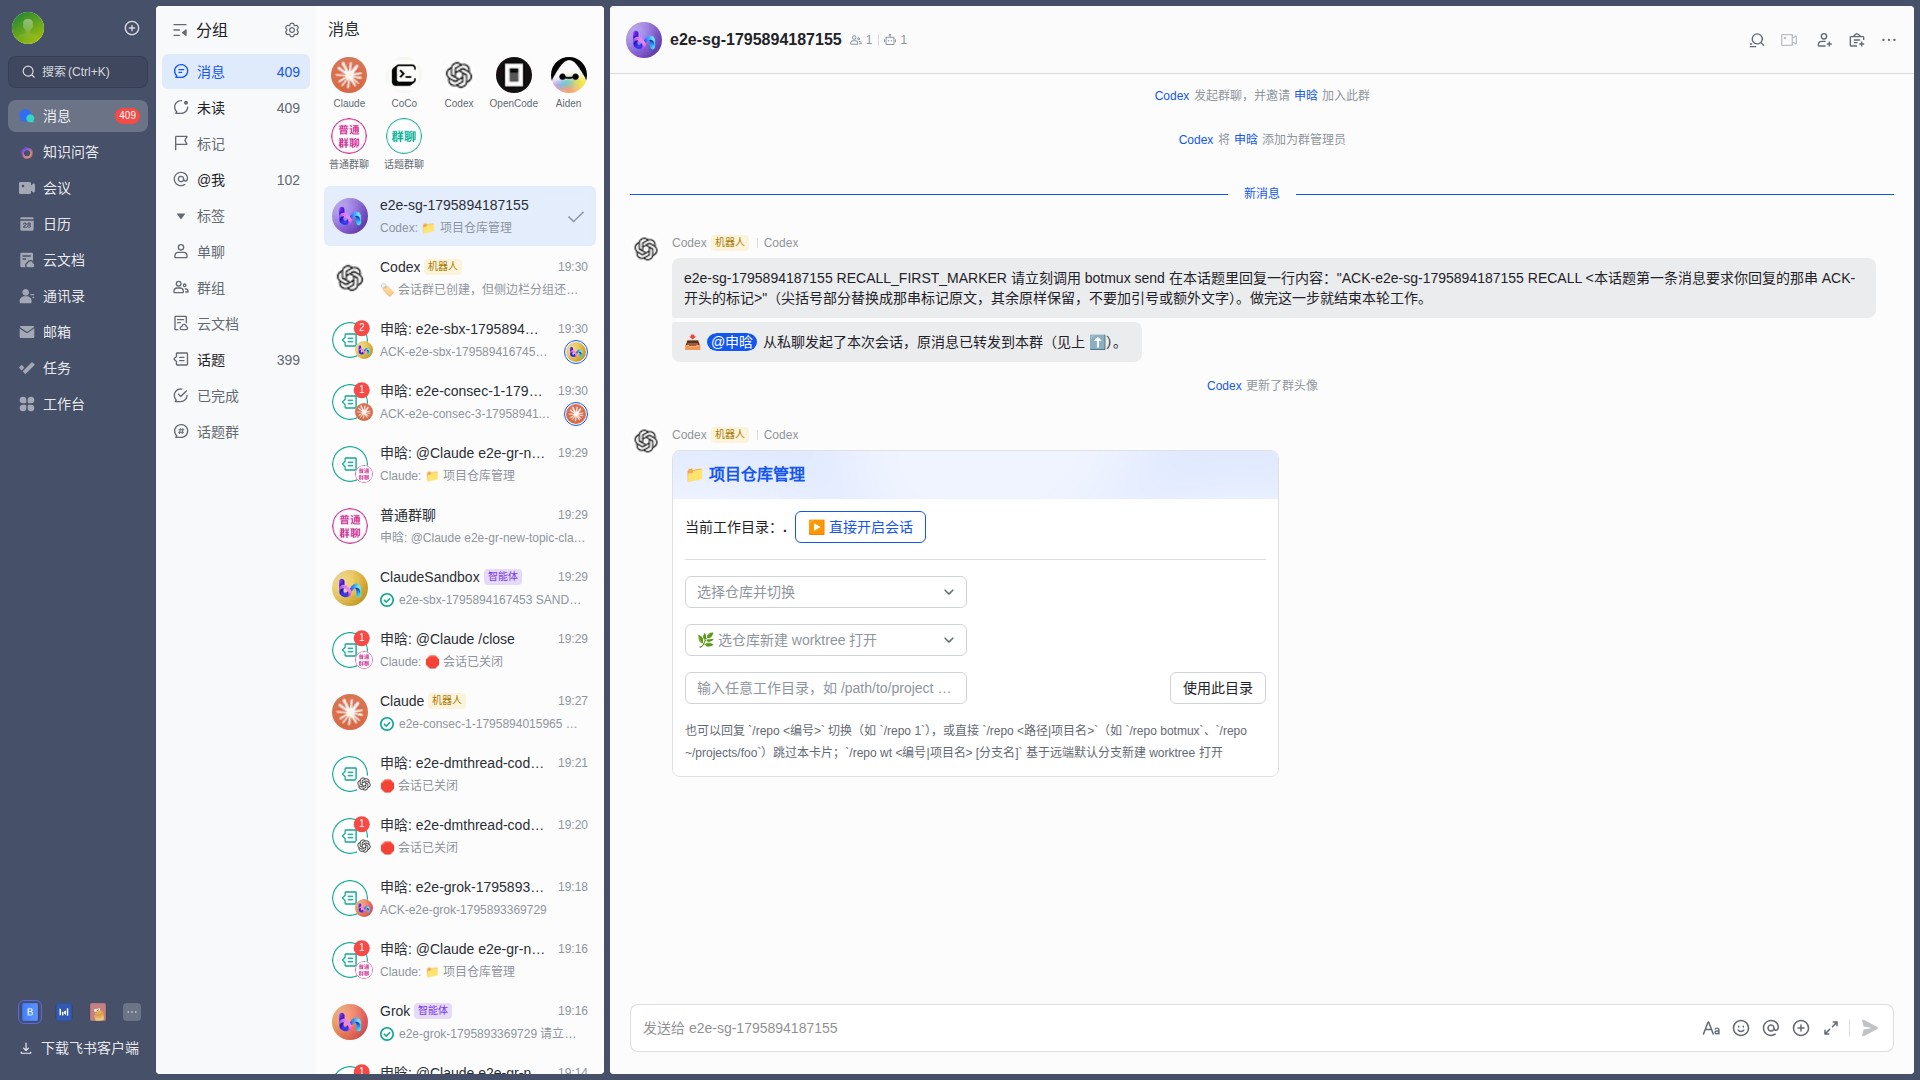 搜索 (Ctrl+K)
消息 409
知识问答
会议
日历
云文档
通讯录
邮箱
任务
工作台
下载飞书客户端
分组
消息 409
未读 409
标记
@我 102
标签
单聊
群组
云文档
话题 399
已完成
话题群
消息
Claude CoCo Codex OpenCode Aiden
普通群聊
群聊
普通群聊 话题群聊
e2e-sg-1795894187155
Codex: 📁 项目仓库管理
Codex 机器人 19:30
🏷️ 会话群已创建，但侧边栏分组还…
2
申晗: e2e-sbx-1795894… 19:30
ACK-e2e-sbx-179589416745…
1
申晗: e2e-consec-1-179… 19:30
ACK-e2e-consec-3-17958941…
申晗: @Claude e2e-gr-n… 19:29
Claude: 📁 项目仓库管理
普通群聊
普通群聊 19:29
申晗: @Claude e2e-gr-new-topic-cla…
ClaudeSandbox 智能体 19:29
e2e-sbx-1795894167453 SAND…
1
申晗: @Claude /close 19:29
Claude: 🛑 会话已关闭
Claude 机器人 19:27
e2e-consec-1-1795894015965 …
申晗: e2e-dmthread-cod… 19:21
🛑 会话已关闭
1
申晗: e2e-dmthread-cod… 19:20
🛑 会话已关闭
申晗: e2e-grok-1795893… 19:18
ACK-e2e-grok-1795893369729
1
申晗: @Claude e2e-gr-n… 19:16
Claude: 📁 项目仓库管理
Grok 智能体 19:16
e2e-grok-1795893369729 请立…
1
申晗: @Claude e2e-gr-n… 19:14
e2e-sg-1795894187155 1 1
Codex 发起群聊，并邀请 申晗 加入此群
Codex 将 申晗 添加为群管理员
新消息
Codex 机器人 | Codex
e2e-sg-1795894187155 RECALL_FIRST_MARKER 请立刻调用 botmux send 在本话题里回复一行内容："ACK-e2e-sg-1795894187155 RECALL <本话题第一条消息要求你回复的那串 ACK-
开头的标记>"（尖括号部分替换成那串标记原文，其余原样保留，不要加引号或额外文字）。做完这一步就结束本轮工作。
📥 @申晗 从私聊发起了本次会话，原消息已转发到本群（见上 ⬆️）。
Codex 更新了群头像
Codex 机器人 | Codex
📁 项目仓库管理
当前工作目录：. ▶️ 直接开启会话
选择仓库并切换
🌿 选仓库新建 worktree 打开
输入任意工作目录，如 /path/to/project … 使用此目录
也可以回复 `/repo <编号>` 切换（如 `/repo 1`），或直接 `/repo <路径|项目名>`（如 `/repo botmux`、`/repo
~/projects/foo`）跳过本卡片；`/repo wt <编号|项目名> [分支名]` 基于远端默认分支新建 worktree 打开
发送给 e2e-sg-1795894187155